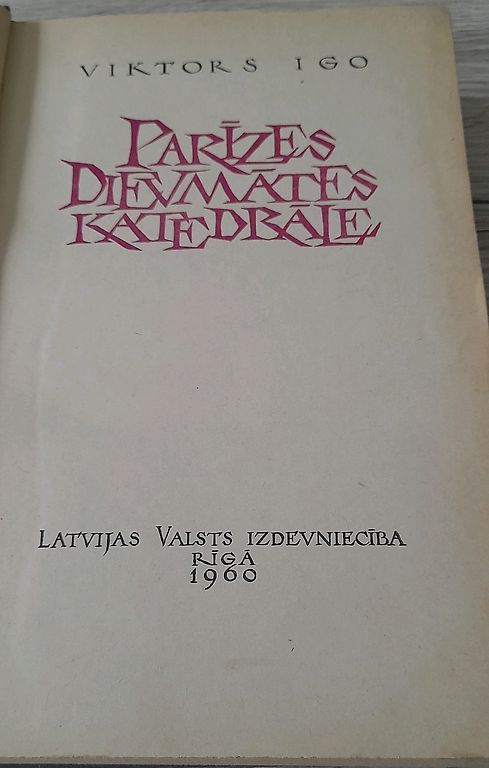 VIKTORS IGO
PARĪZES
DIEVMĀTES
KATEDRĀLE
LATVIJAS VALSTS IZDEVNIECĪBA
RĪGĀ
1960